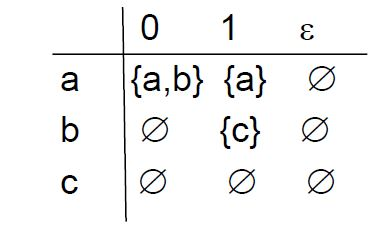 0 1 ε
a {a,b} {a} ∅
b ∅ {c} ∅
c ∅ ∅ ∅